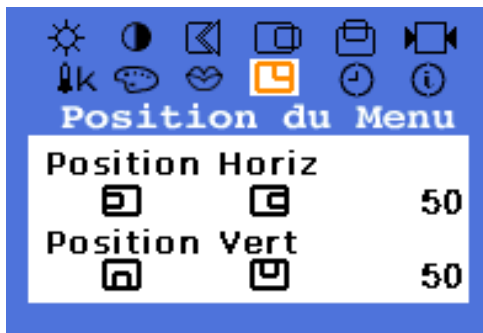 k
Position du Menu
Position Horiz
50
Position Vert
50